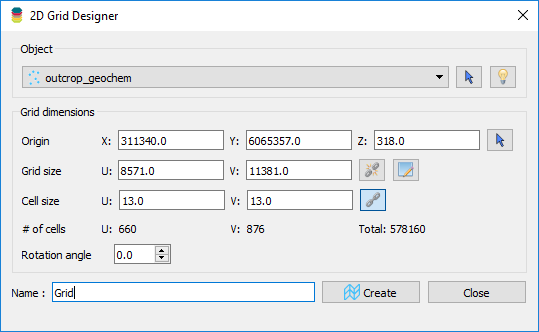 2D Grid Designer
Object
outcrop_geochem
Grid dimensions
Origin X: 311340.0 Y: 6065357.0 Z: 318.0
Grid size U: 8571.0 V: 11381.0
Cell size U: 13.0 V: 13.0
# of cells U: 660 V: 876 Total: 578160
Rotation angle 0.0
Name : Grid Create Close